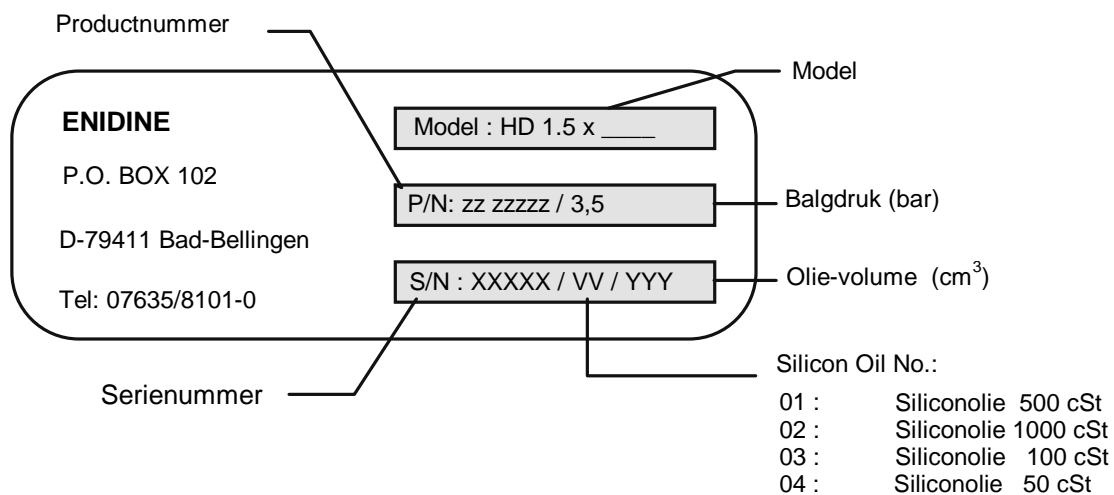 Productnummer
Model
ENIDINE
Model : HD 1.5 x ____
P.O. BOX 102
P/N: zz zzzzz / 3,5
Balgdruk (bar)
D-79411 Bad-Bellingen
S/N : XXXXX / VV / YYY
Olie-volume (cm³)
Tel: 07635/8101-0
Serienummer
Silicon Oil No.:
01 : Siliconolie 500 cSt
02 : Siliconolie 1000 cSt
03 : Siliconolie 100 cSt
04 : Siliconolie 50 cSt